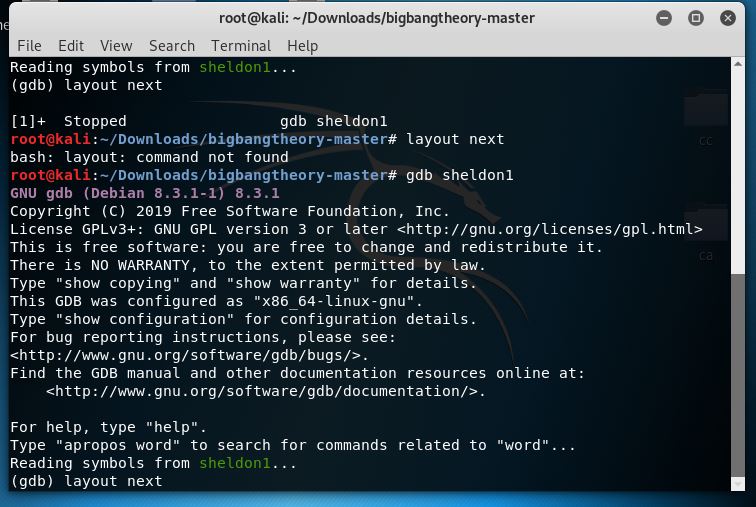 root@kali: ~/Downloads/bigbangtheory-master
File Edit View Search Terminal Help
Reading symbols from sheldon1...
(gdb) layout next
[1]+  Stopped                 gdb sheldon1
root@kali:~/Downloads/bigbangtheory-master# layout next
bash: layout: command not found
root@kali:~/Downloads/bigbangtheory-master# gdb sheldon1
GNU gdb (Debian 8.3.1-1) 8.3.1
Copyright (C) 2019 Free Software Foundation, Inc.
License GPLv3+: GNU GPL version 3 or later <http://gnu.org/licenses/gpl.html>
This is free software: you are free to change and redistribute it.
There is NO WARRANTY, to the extent permitted by law.
Type "show copying" and "show warranty" for details.
This GDB was configured as "x86_64-linux-gnu".
Type "show configuration" for configuration details.
For bug reporting instructions, please see:
<http://www.gnu.org/software/gdb/bugs/>.
Find the GDB manual and other documentation resources online at:
    <http://www.gnu.org/software/gdb/documentation/>.
For help, type "help".
Type "apropos word" to search for commands related to "word"...
Reading symbols from sheldon1...
(gdb) layout next
cc
ca